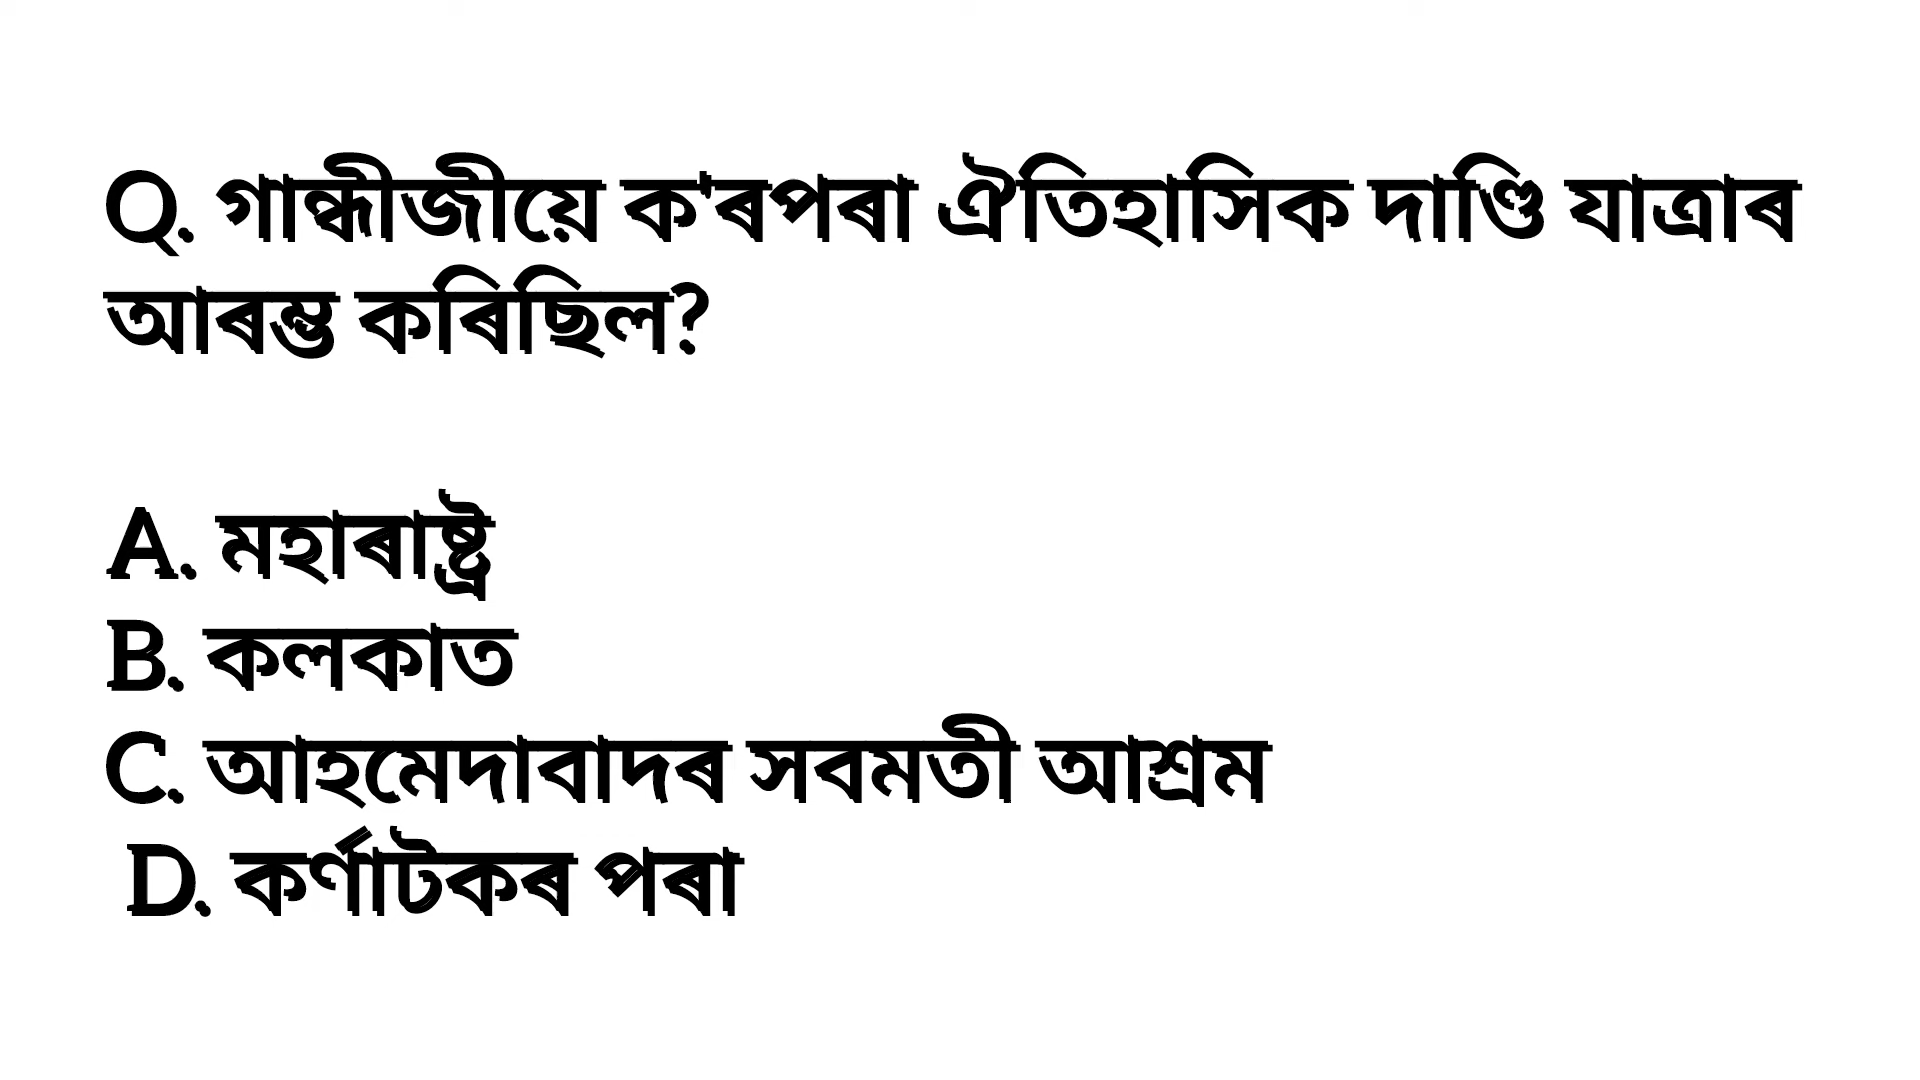 Q. গান্ধীজীয়ে ক'ৰপৰা ঐতিহাসিক দাণ্ডি যাত্ৰাৰ
আৰম্ভ কৰিছিল?
A. মহাৰাষ্ট্ৰ
B. কলকাত
C. আহমেদাবাদৰ সবমতী আশ্ৰম
D. কৰ্ণাটকৰ পৰা